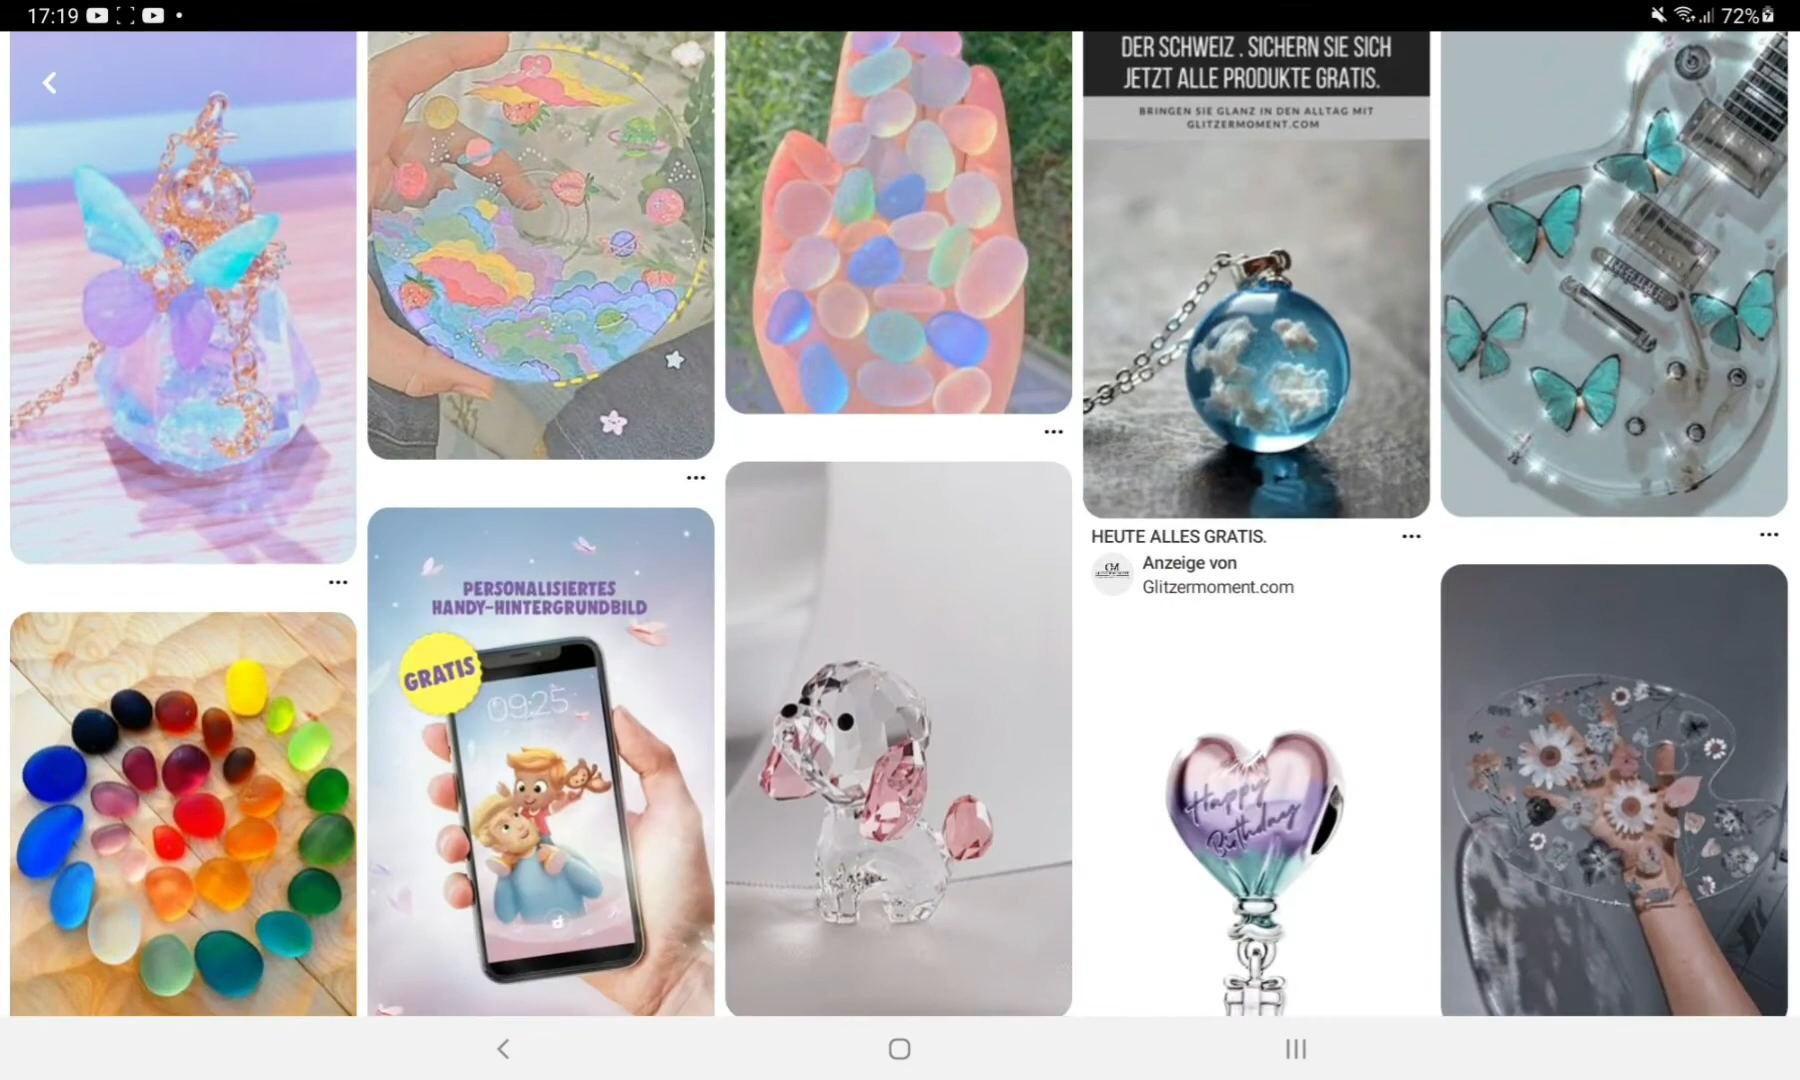 17:19
72%
DER SCHWEIZ . SICHERN SIE SICH
JETZT ALLE PRODUKTE GRATIS.
BRINGEN SIE GLANZ IN DEN ALLTAG MIT
GLITZERMOMENT.COM
HEUTE ALLES GRATIS.
Anzeige von
Glitzermoment.com
PERSONALISIERTES
HANDY-HINTERGRUNDBILD
GRATIS
09:25
Happy
Birthday